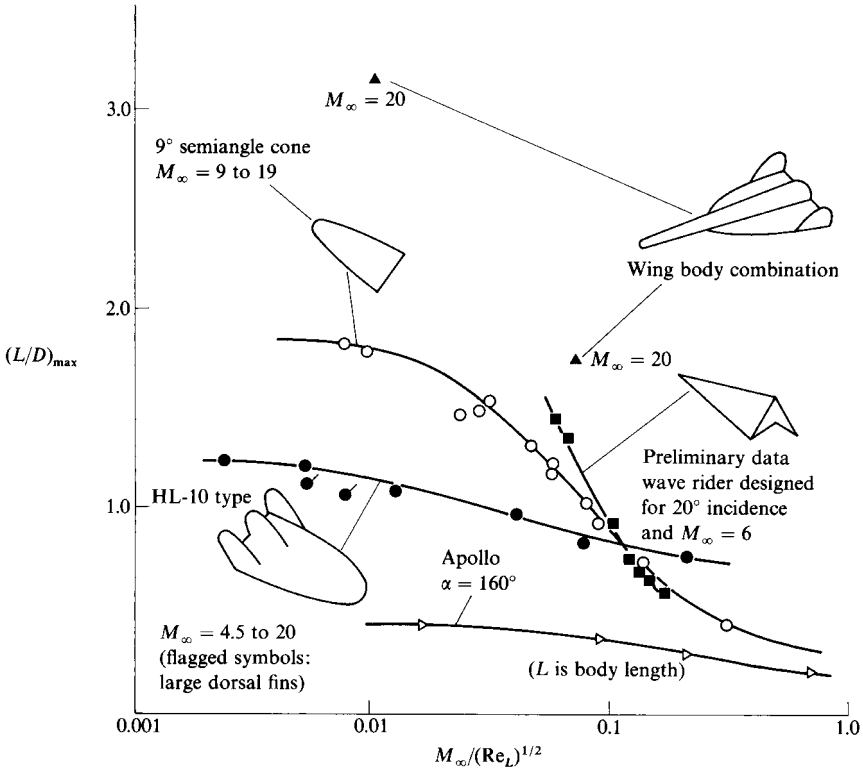 M∞ = 20
3.0
9° semiangle cone
M∞ = 9 to 19
Wing body combination
2.0
(L/D)max
M∞ = 20
Preliminary data
wave rider designed
for 20° incidence
and M∞ = 6
1.0
HL-10 type
Apollo
α = 160°
M∞ = 4.5 to 20
(flagged symbols:
large dorsal fins)
(L is body length)
0.001
0.01
0.1
1.0
M∞/(ReL)1/2